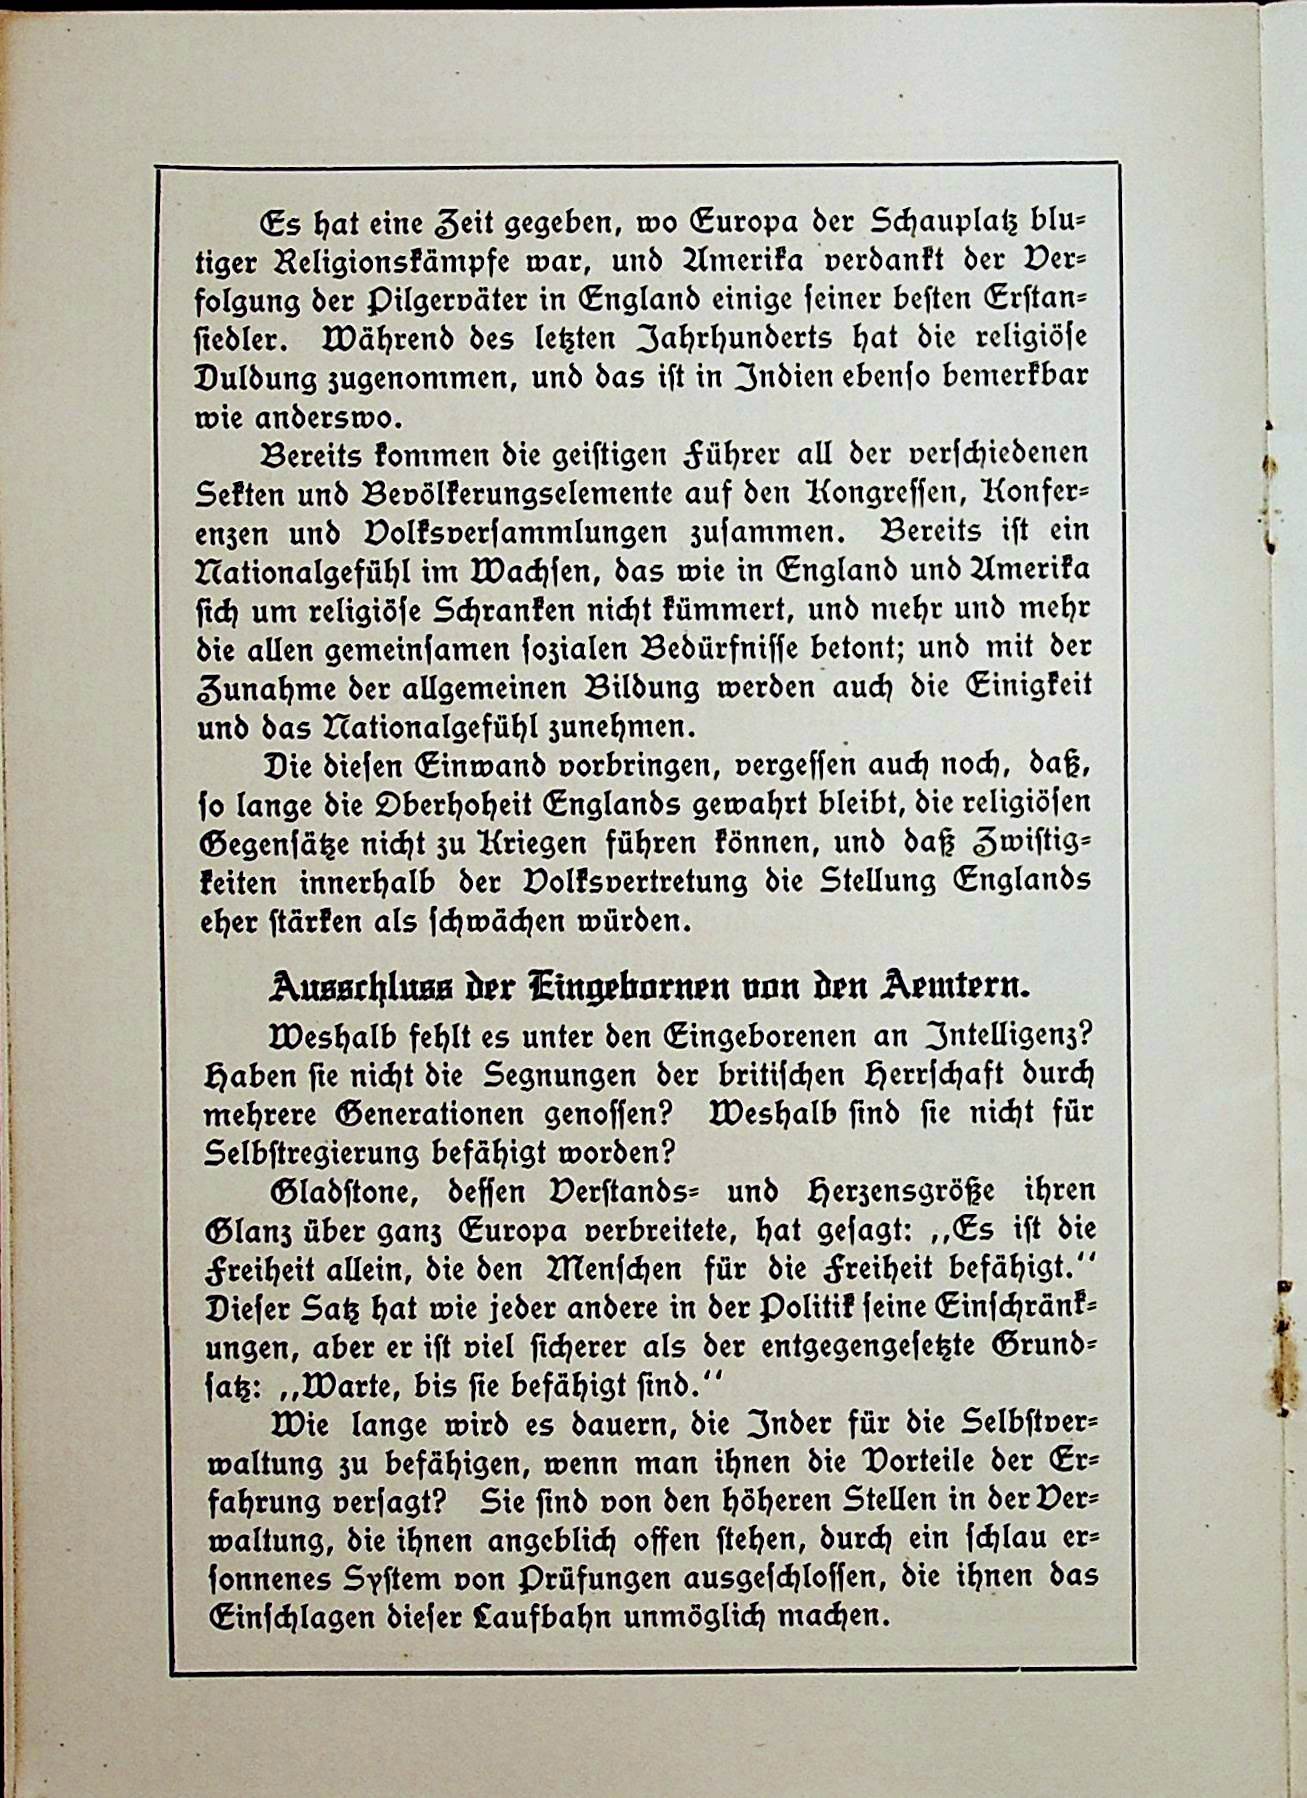 Es hat eine Zeit gegeben, wo Europa der Schauplatz blu-
tiger Religionskämpfe war, und Amerika verdankt der Ver-
folgung der Pilgerväter in England einige seiner besten Erstan-
siedler. Während des letzten Jahrhunderts hat die religiöse
Duldung zugenommen, und das ist in Indien ebenso bemerkbar
wie anderswo.
Bereits kommen die geistigen Führer all der verschiedenen
Sekten und Bevölkerungselemente auf den Kongressen, Konfer-
enzen und Volksversammlungen zusammen. Bereits ist ein
Nationalgefühl im Wachsen, das wie in England und Amerika
sich um religiöse Schranken nicht kümmert, und mehr und mehr
die allen gemeinsamen sozialen Bedürfnisse betont; und mit der
Zunahme der allgemeinen Bildung werden auch die Einigkeit
und das Nationalgefühl zunehmen.
Die diesen Einwand vorbringen, vergessen auch noch, daß,
so lange die Oberhoheit Englands gewahrt bleibt, die religiösen
Gegensätze nicht zu Kriegen führen können, und daß Zwistig-
keiten innerhalb der Volksvertretung die Stellung Englands
eher stärken als schwächen würden.
Ausschluss der Eingebornen von den Aemtern.
Weshalb fehlt es unter den Eingeborenen an Intelligenz?
Haben sie nicht die Segnungen der britischen Herrschaft durch
mehrere Generationen genossen? Weshalb sind sie nicht für
Selbstregierung befähigt worden?
Gladstone, dessen Verstands- und Herzensgröße ihren
Glanz über ganz Europa verbreitete, hat gesagt: „Es ist die
Freiheit allein, die den Menschen für die Freiheit befähigt.“
Dieser Satz hat wie jeder andere in der Politik seine Einschränk-
ungen, aber er ist viel sicherer als der entgegengesetzte Grund-
satz: „Warte, bis sie befähigt sind.“
Wie lange wird es dauern, die Inder für die Selbstver-
waltung zu befähigen, wenn man ihnen die Vorteile der Er-
fahrung versagt? Sie sind von den höheren Stellen in der Ver-
waltung, die ihnen angeblich offen stehen, durch ein schlau er-
sonnenes System von Prüfungen ausgeschlossen, die ihnen das
Einschlagen dieser Laufbahn unmöglich machen.